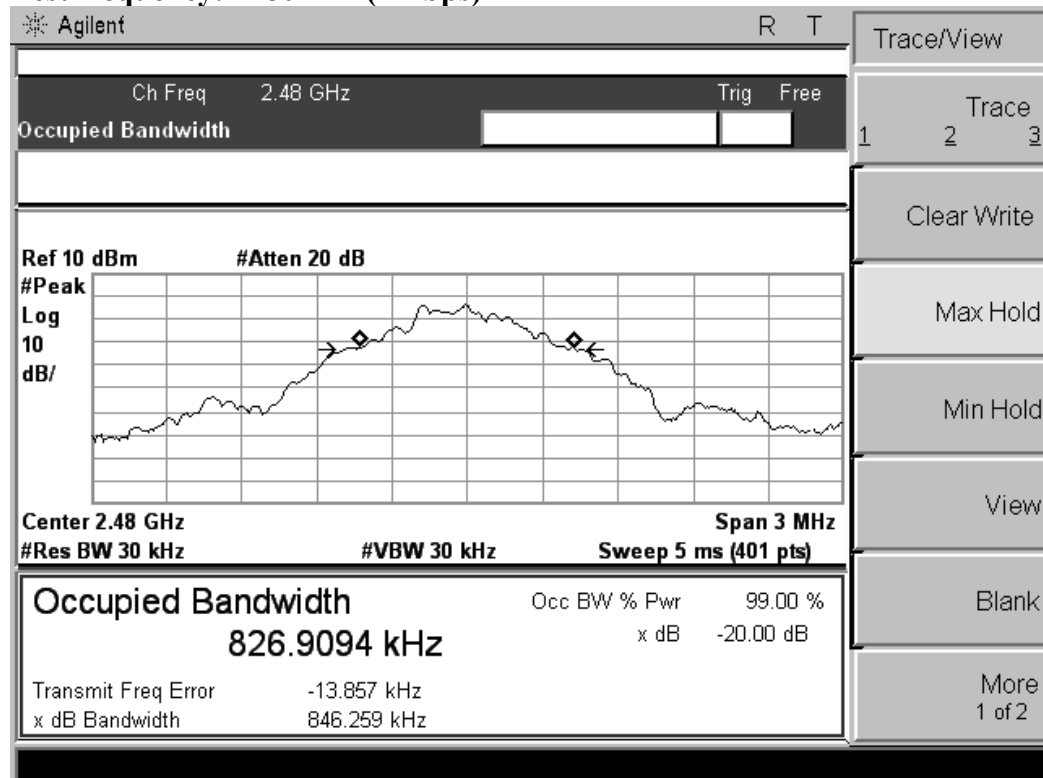 Agilent R T
Trace/View
Ch Freq 2.48 GHz Trig Free
Occupied Bandwidth
Trace
1 2 3
Clear Write
Ref 10 dBm #Atten 20 dB
#Peak
Log
10
dB/
Max Hold
Min Hold
View
Center 2.48 GHz Span 3 MHz
#Res BW 30 kHz #VBW 30 kHz Sweep 5 ms (401 pts)
Occupied Bandwidth Occ BW % Pwr 99.00 %
826.9094 kHz x dB -20.00 dB
Blank
Transmit Freq Error -13.857 kHz
x dB Bandwidth 846.259 kHz
More
1 of 2